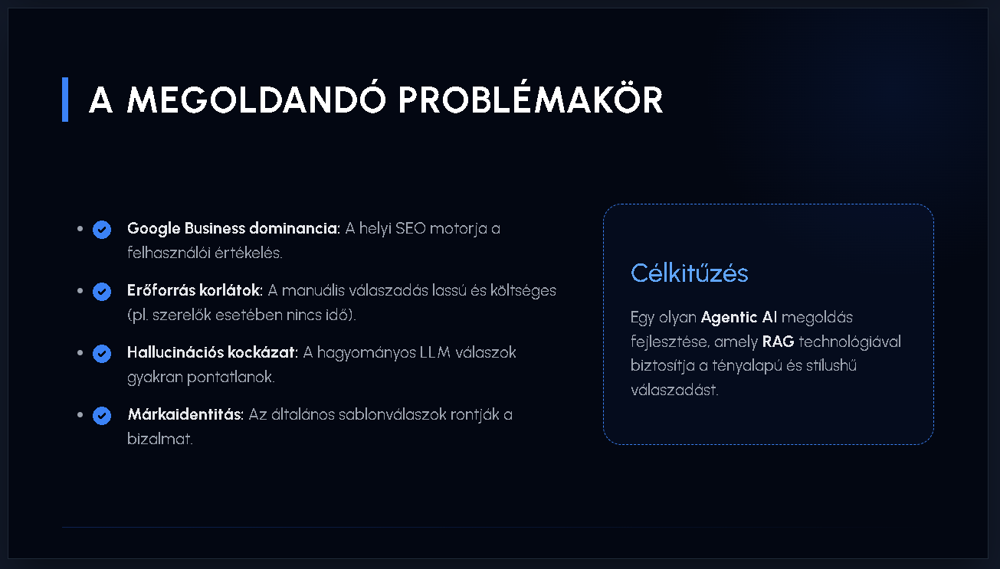 A MEGOLDANDÓ PROBLÉMAKÖR
Google Business dominancia: A helyi SEO motorja a
felhasználói értékelés.
Erőforrás korlátok: A manuális válaszadás lassú és költséges
(pl. szerelők esetében nincs idő).
Hallucinációs kockázat: A hagyományos LLM válaszok
gyakran pontatlanok.
Márkaidentitás: Az általános sablonválaszok rontják a
bizalmat.
Célkitűzés
Egy olyan Agentic AI megoldás
fejlesztése, amely RAG technológiával
biztosítja a tényalapú és stílushű
válaszadást.